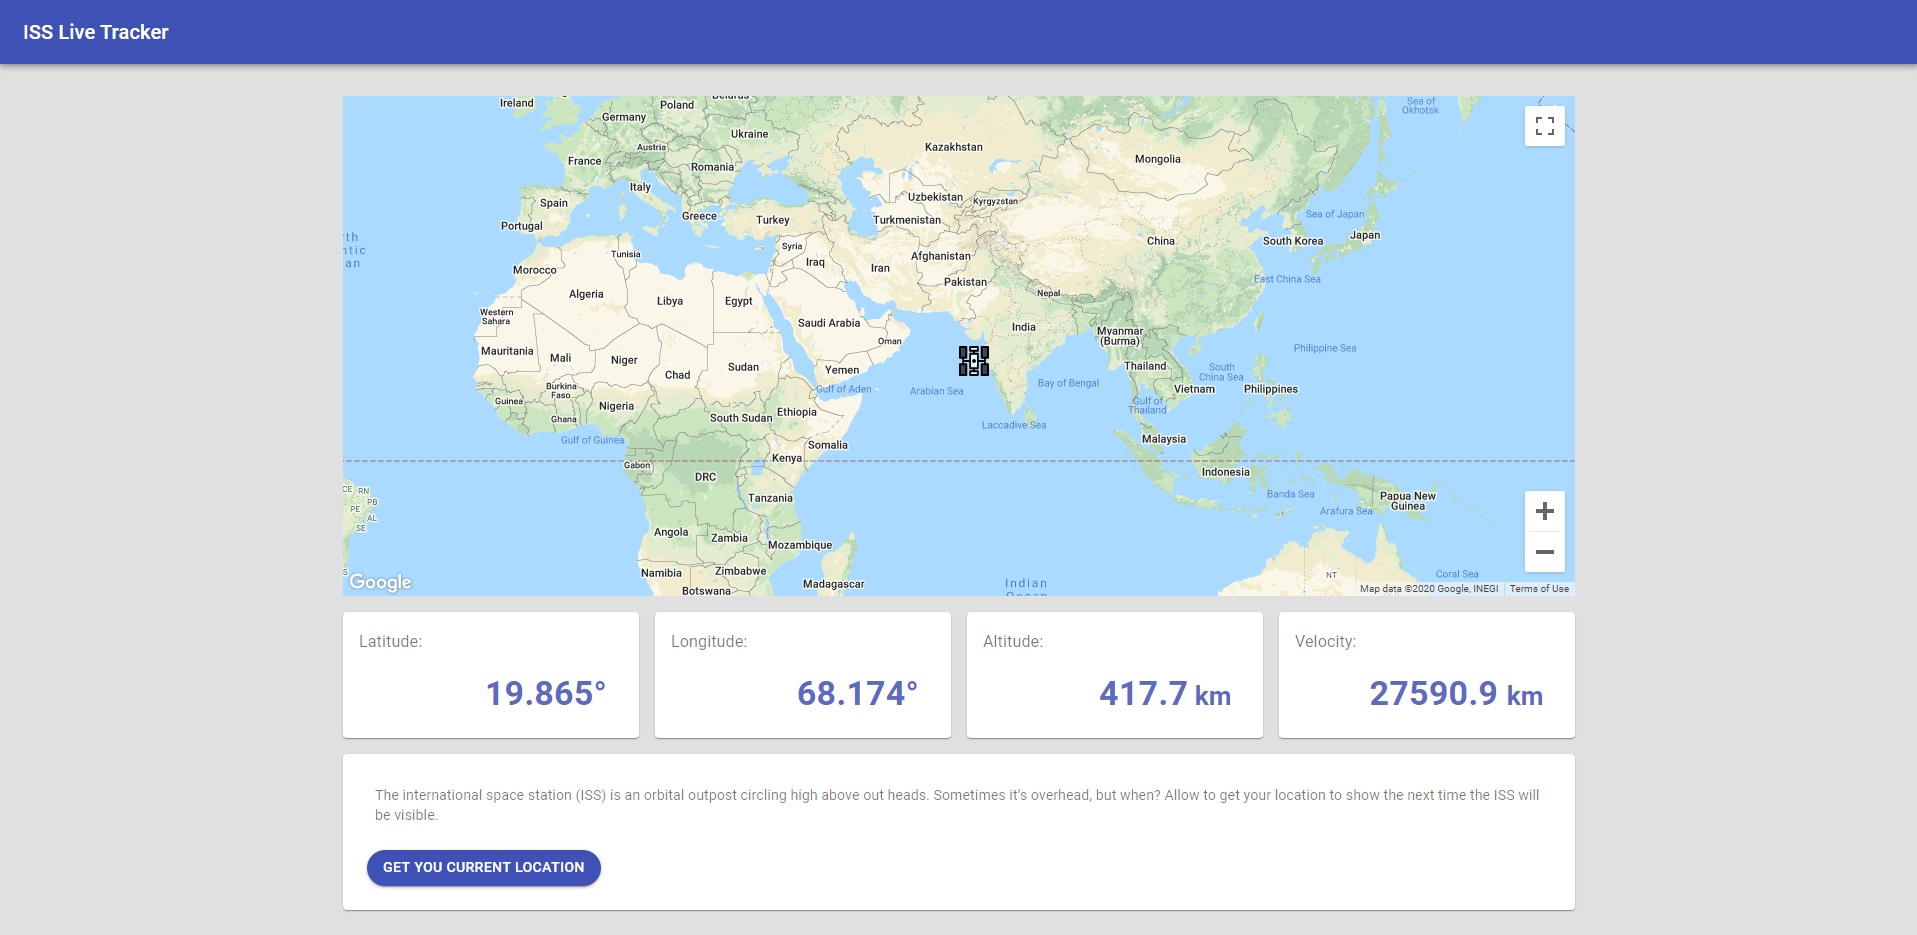 ISS Live Tracker
Ireland
Poland
Belarus
Sea of
Okhotsk
Germany
Ukraine
Kazakhstan
Austria
Mongolia
France
Romania
Italy
Uzbekistan
Kyrgyzstan
Spain
Greece
Turkey
Turkmenistan
Sea of Japan
Portugal
Japan
South Korea
China
Syria
Tunisia
Afghanistan
Iraq
Iran
Morocco
Pakistan
East China Sea
Algeria
Libya
Egypt
Nepal
Western
Sahara
Saudi Arabia
India
Myanmar
(Burma)
Oman
Philippine Sea
Mauritania
Mali
Niger
Chad
Sudan
Yemen
Thailand
South
China Sea
Gulf of Aden
Arabian Sea
Bay of Bengal
Vietnam
Philippines
Burkina
Faso
Guinea
Nigeria
Ghana
South Sudan
Ethiopia
Gulf of
Thailand
Laccadive Sea
Gulf of Guinea
Somalia
Malaysia
Gabon
Kenya
DRC
Indonesia
CE
RN
PB
PE
AL
SE
Tanzania
Banda Sea
Papua New
Guinea
Arafura Sea
Angola
Zambia
Mozambique
Namibia
Zimbabwe
Botswana
Madagascar
Indian
NT
Coral Sea
Google
Map data ©2020 Google, INEGI
Terms of Use
Latitude:
19.865°
Longitude:
68.174°
Altitude:
417.7 km
Velocity:
27590.9 km
The international space station (ISS) is an orbital outpost circling high above out heads. Sometimes it's overhead, but when? Allow to get your location to show the next time the ISS will
be visible.
GET YOU CURRENT LOCATION